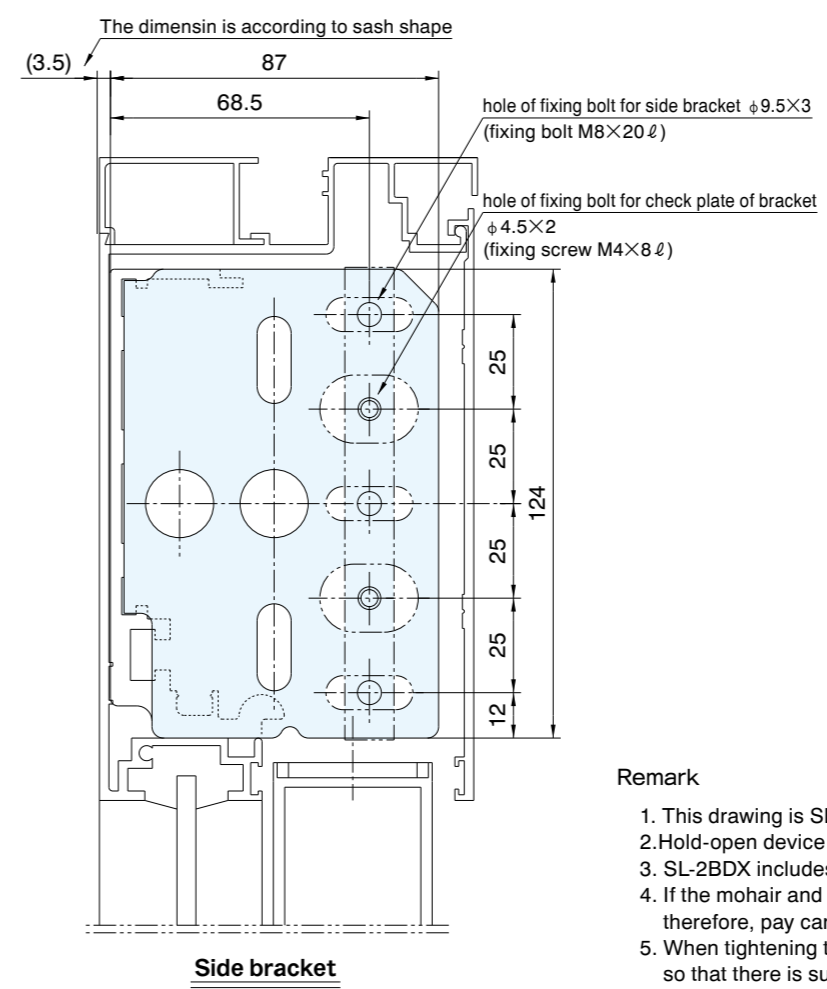 The dimensin is according to sash shape
(3.5)
87
68.5
hole of fixing bolt for side bracket φ9.5×3
(fixing bolt M8×20ℓ)
hole of fixing bolt for check plate of bracket
φ4.5×2
(fixing screw M4×8ℓ)
25
25
25
25
12
124
Side bracket
Remark
1. This drawing is
2.Hold-open device
3. SL-2BDX includes
4. If the mohair and
therefore, pay
5. When tightening
so that there is